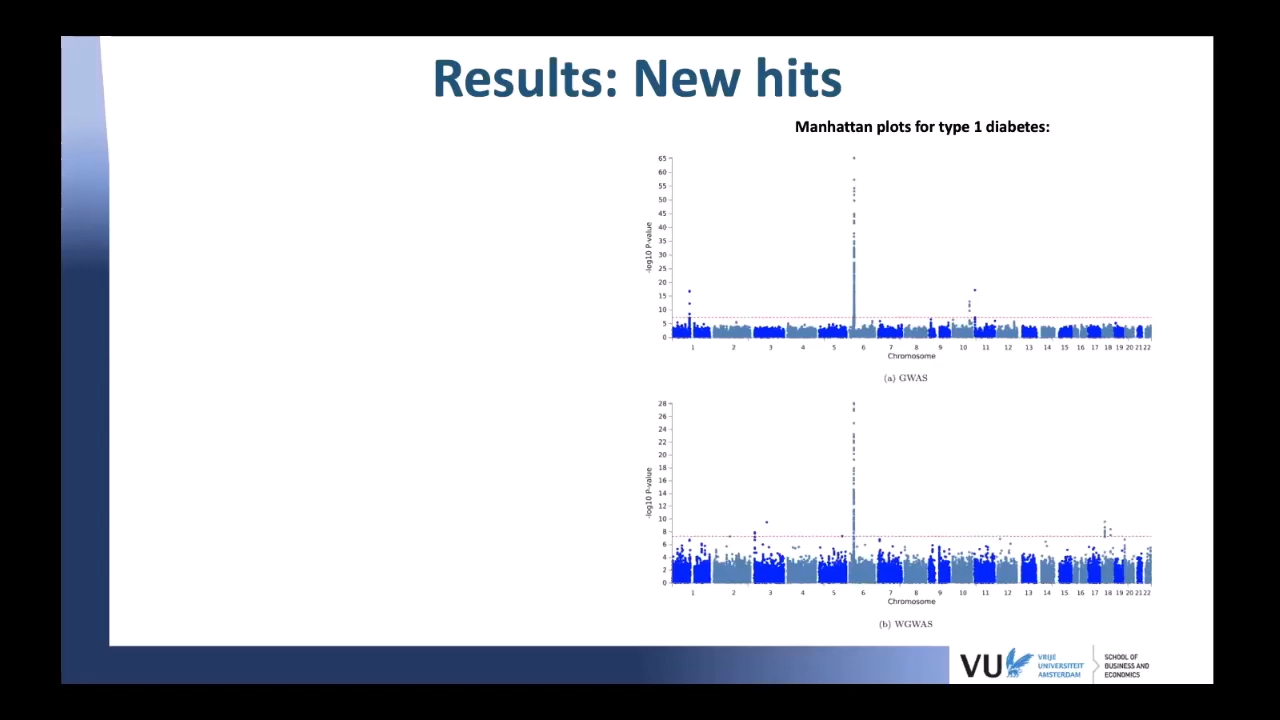 Results: New hits
Manhattan plots for type 1 diabetes:
65
60
55
50
45
40
35
30
25
20
15
10
5
0
-log10 P-value
1 2 3 4 5 6 7 8 9 10 11 12 13 14 15 16 17 18 19 20 21 22
Chromosome
(a) GWAS
28
26
24
22
20
18
16
14
12
10
8
6
4
2
0
-log10 P-value
1 2 3 4 5 6 7 8 9 10 11 12 13 14 15 16 17 18 19 20 21 22
Chromosome
(b) WGWAS
VU
VRIJE
UNIVERSITEIT
AMSTERDAM
SCHOOL OF
BUSINESS AND
ECONOMICS